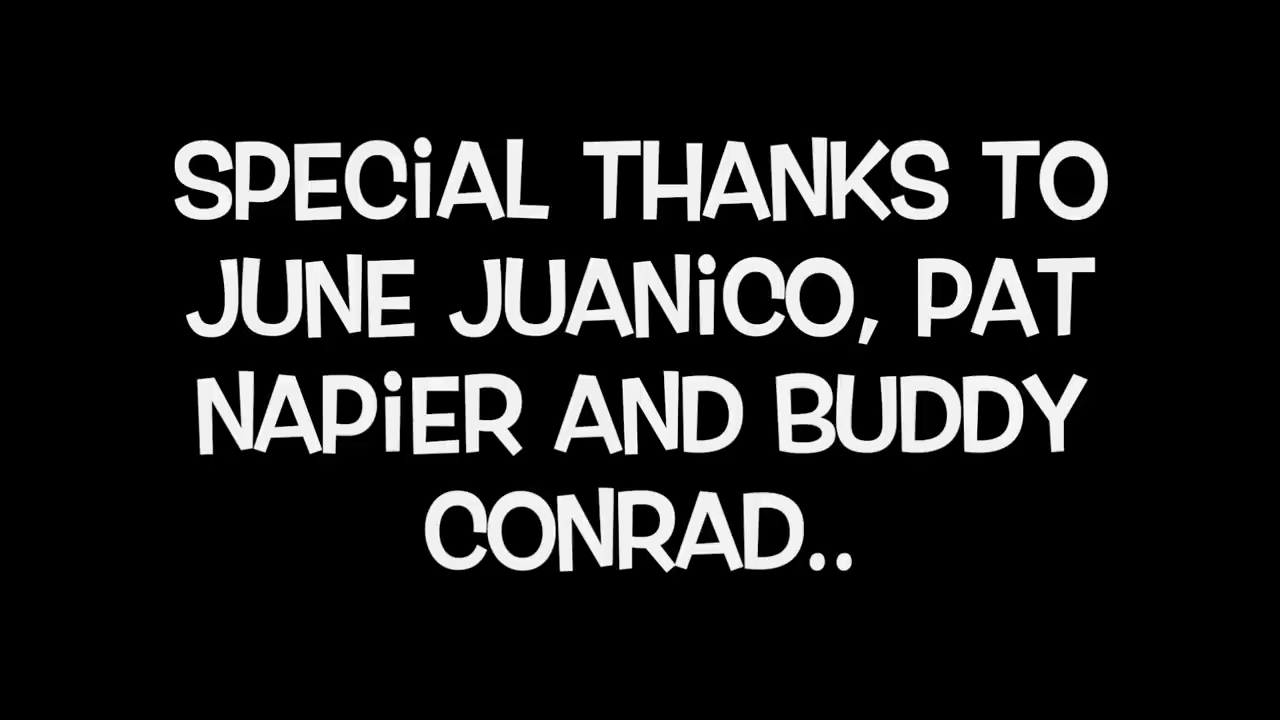 SPECiAL THANKS TO
JUNE JUANiCO, PAT
NAPiER AND BUDDY
CONRAD..